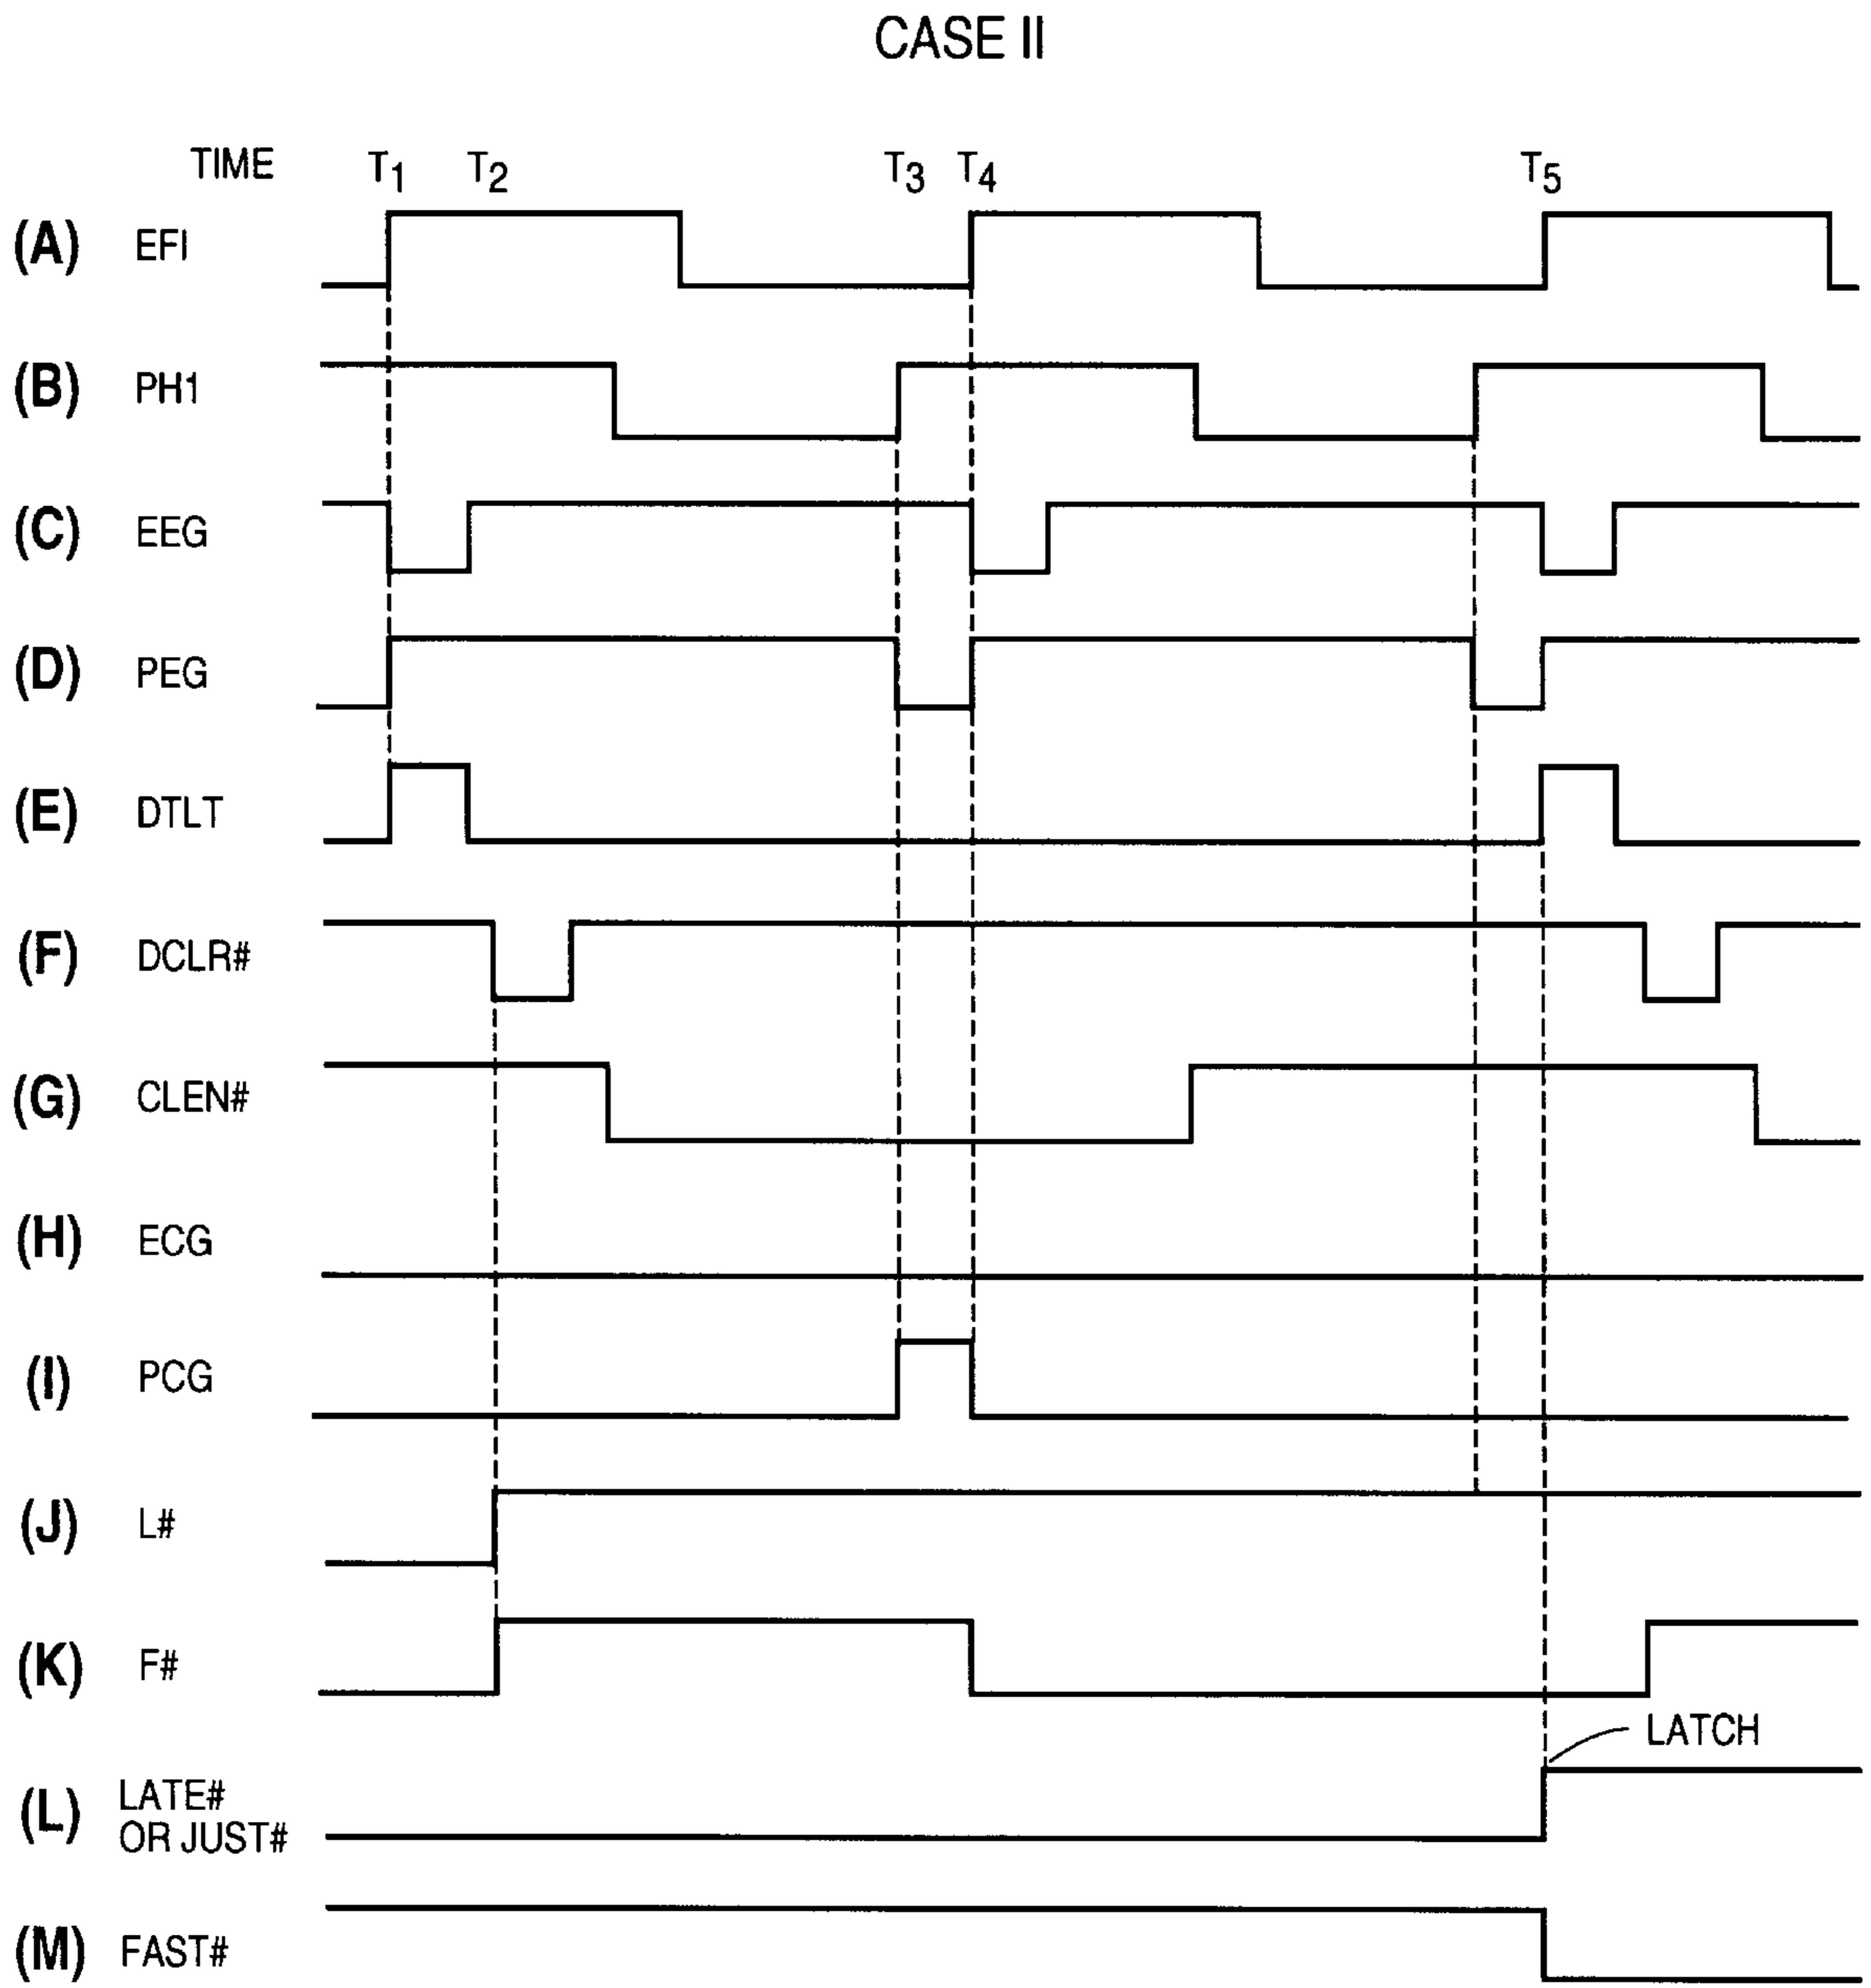 CASE II
TIME T1 T2 T3 T4 T5
(A) EFI
(B) PH1
(C) EEG
(D) PEG
(E) DTLT
(F) DCLR#
(G) CLEN#
(H) ECG
(I) PCG
(J) L#
(K) F#
LATCH
(L) LATE#
OR JUST#
(M) FAST#